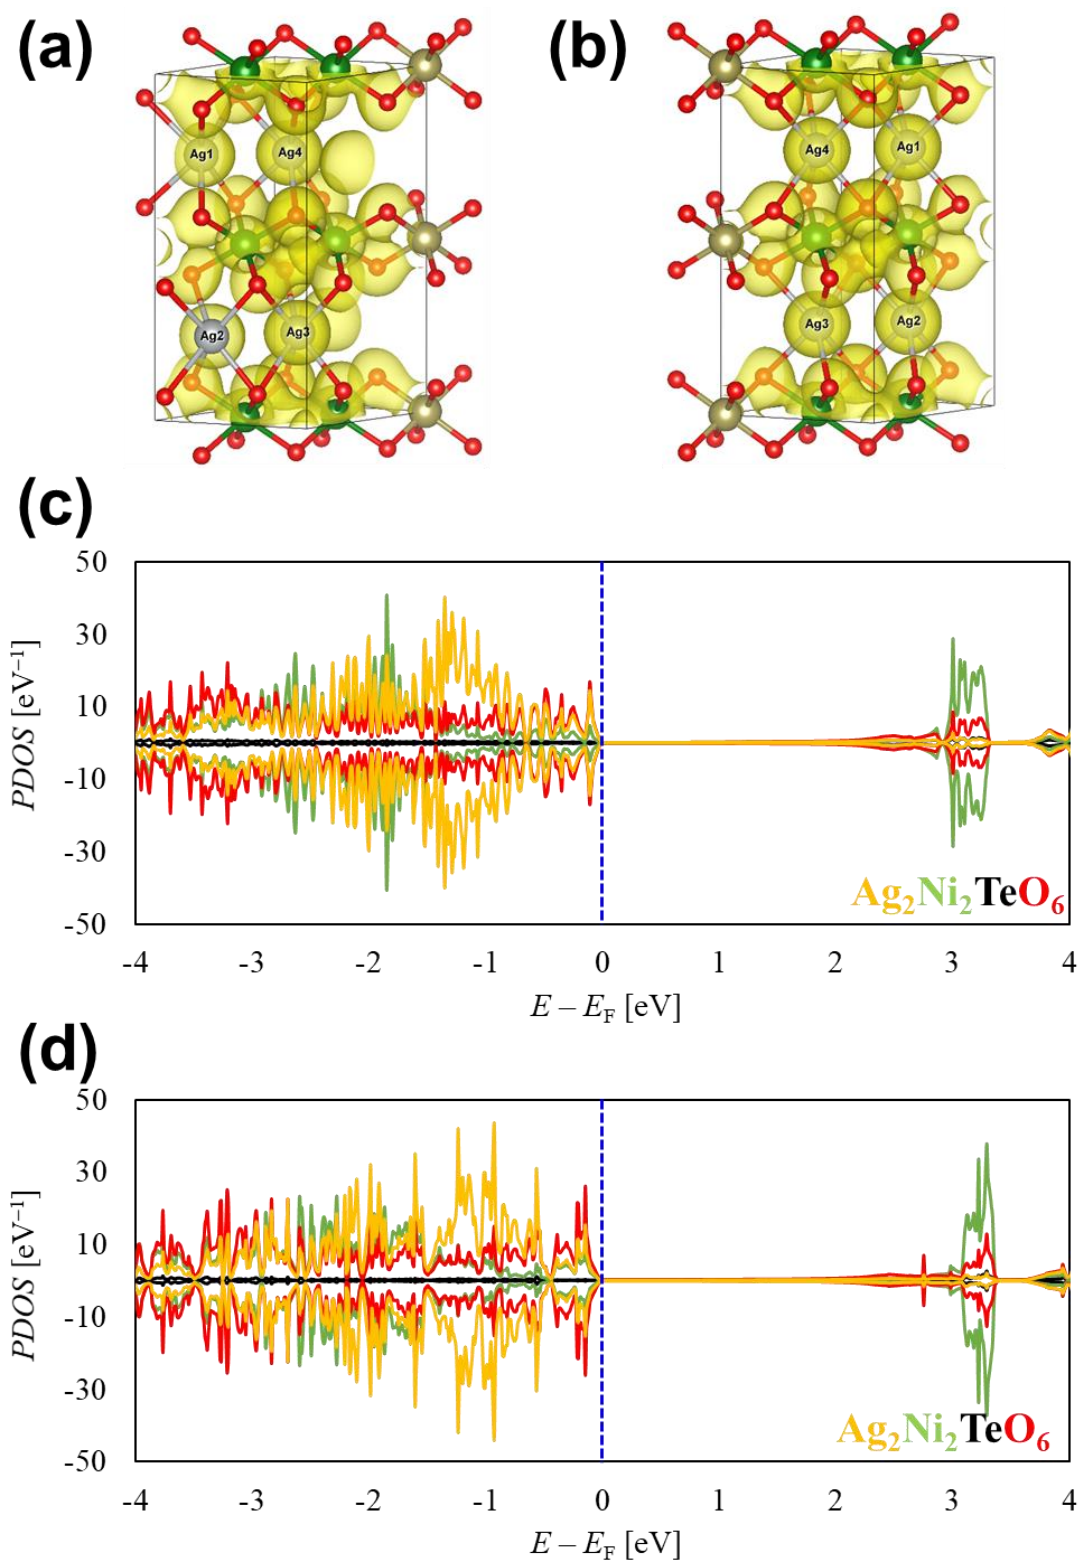 (a)
(b)
Ag1
Ag4
Ag4
Ag1
Ag2
Ag3
Ag3
Ag2
(c)
50
30
10
-10
-30
-50
PDOS [eV⁻¹]
Ag₂Ni₂TeO₆
-4 -3 -2 -1 0 1 2 3 4
E – E_F [eV]
(d)
50
30
10
-10
-30
-50
PDOS [eV⁻¹]
Ag₂Ni₂TeO₆
-4 -3 -2 -1 0 1 2 3 4
E – E_F [eV]